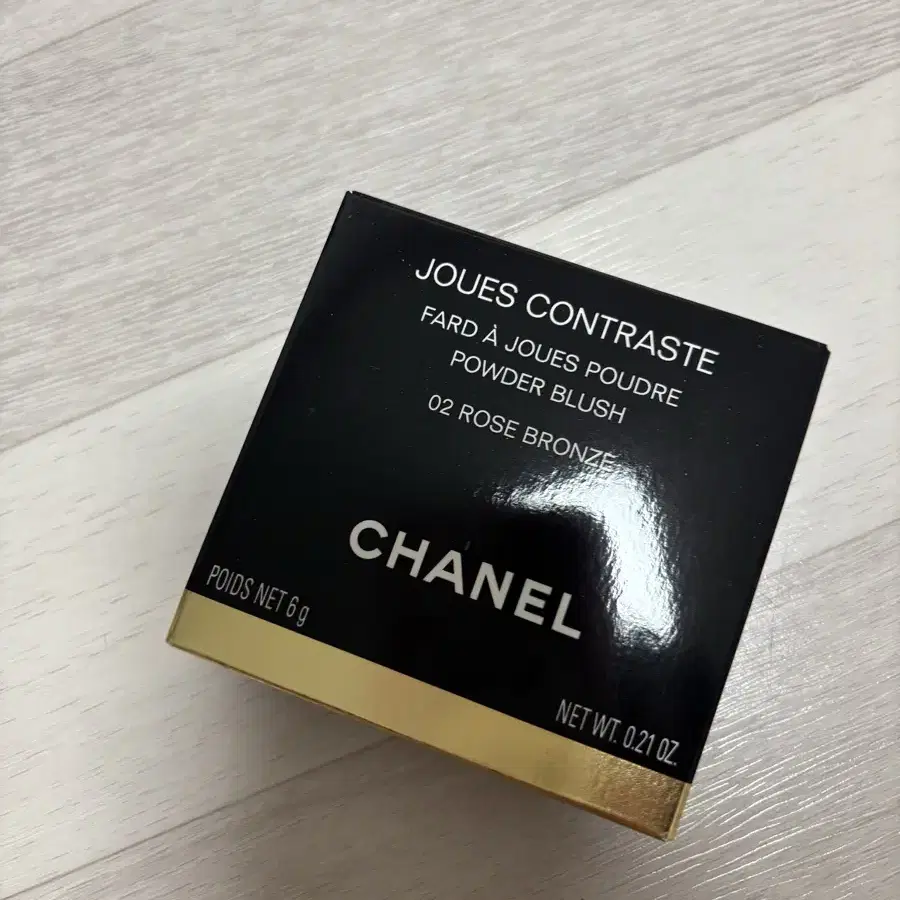 JOUES CONTRASTE
FARD À JOUES POUDRE
POWDER BLUSH
02 ROSE BRONZE
CHANEL
POIDS NET 6 g
NET WT. 0.21 OZ.